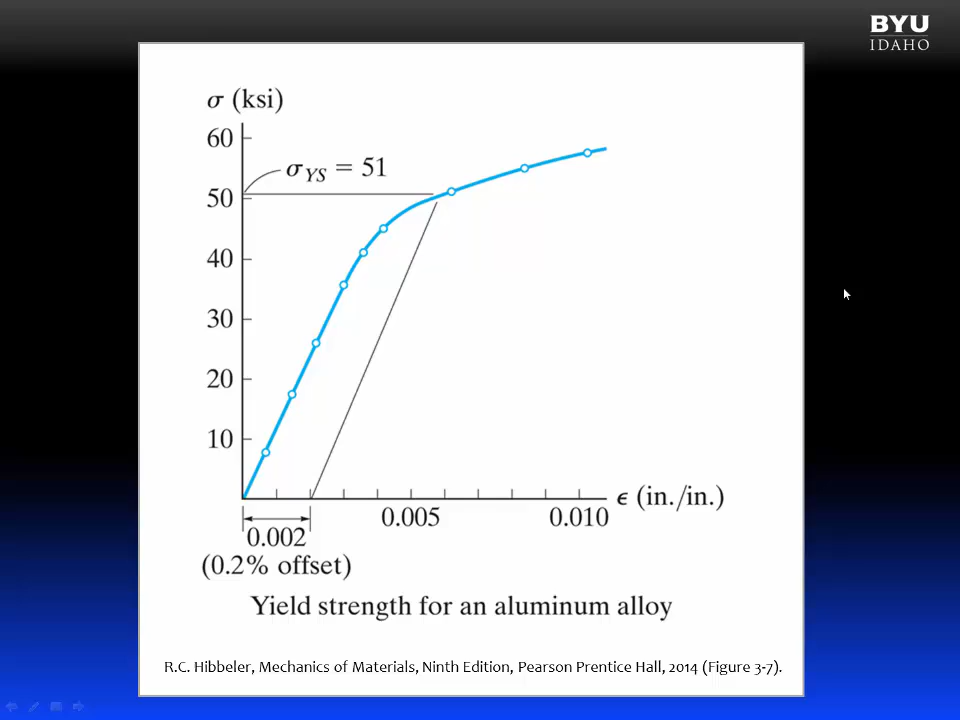 BYU
IDAHO
σ (ksi)
60
σYS = 51
50
40
30
20
10
ϵ (in./in.)
0.005
0.010
0.002
(0.2% offset)
Yield strength for an aluminum alloy
R.C. Hibbeler, Mechanics of Materials, Ninth Edition, Pearson Prentice Hall, 2014 (Figure 3-7).